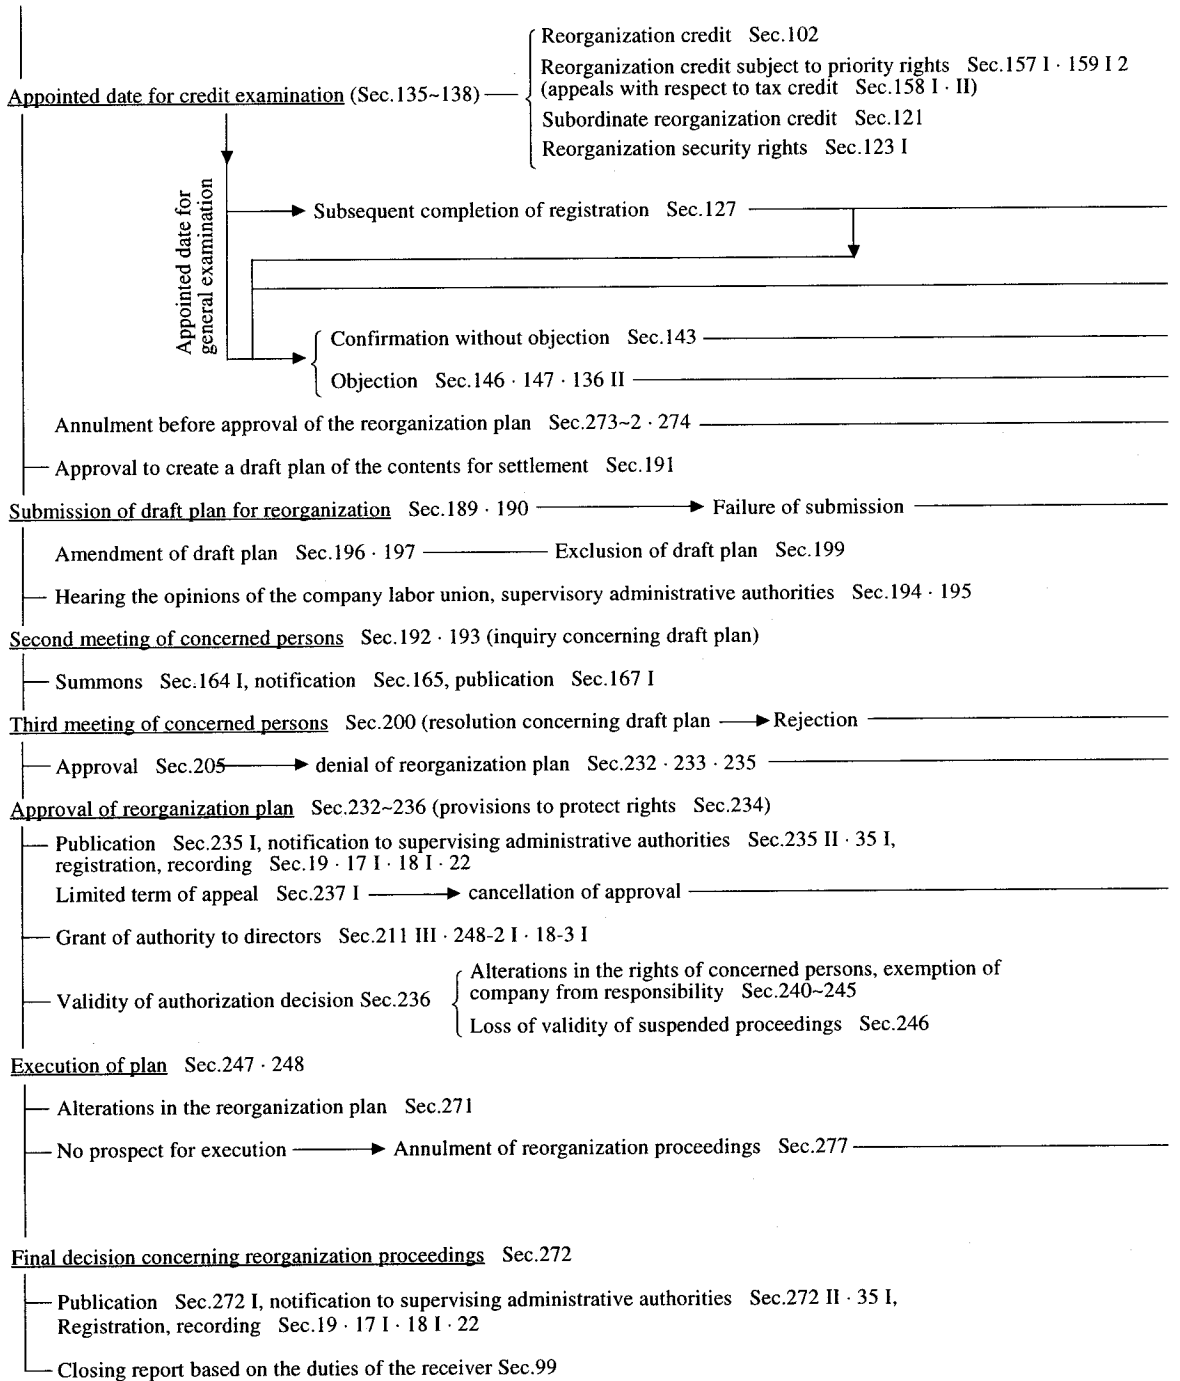 Reorganization credit Sec.102
Reorganization credit subject to priority rights Sec.157 I · 159 I 2
Appointed date for credit examination (Sec.135~138)
(appeals with respect to tax credit Sec.158 I · II)
Subordinate reorganization credit Sec.121
Reorganization security rights Sec.123 I
Appointed date for
general examination
Subsequent completion of registration Sec.127
Confirmation without objection Sec.143
Objection Sec.146 · 147 · 136 II
Annulment before approval of the reorganization plan Sec.273~2 · 274
Approval to create a draft plan of the contents for settlement Sec.191
Submission of draft plan for reorganization Sec.189 · 190 Failure of submission
Amendment of draft plan Sec.196 · 197 Exclusion of draft plan Sec.199
Hearing the opinions of the company labor union, supervisory administrative authorities Sec.194 · 195
Second meeting of concerned persons Sec.192 · 193 (inquiry concerning draft plan)
Summons Sec.164 I, notification Sec.165, publication Sec.167 I
Third meeting of concerned persons Sec.200 (resolution concerning draft plan Rejection
Approval Sec.205 denial of reorganization plan Sec.232 · 233 · 235
Approval of reorganization plan Sec.232~236 (provisions to protect rights Sec.234)
Publication Sec.235 I, notification to supervising administrative authorities Sec.235 II · 35 I,
registration, recording Sec.19 · 17 I · 18 I · 22
Limited term of appeal Sec.237 I cancellation of approval
Grant of authority to directors Sec.211 III · 248-2 I · 18-3 I
Validity of authorization decision Sec.236
Alterations in the rights of concerned persons, exemption of
company from responsibility Sec.240~245
Loss of validity of suspended proceedings Sec.246
Execution of plan Sec.247 · 248
Alterations in the reorganization plan Sec.271
No prospect for execution Annulment of reorganization proceedings Sec.277
Final decision concerning reorganization proceedings Sec.272
Publication Sec.272 I, notification to supervising administrative authorities Sec.272 II · 35 I,
Registration, recording Sec.19 · 17 I · 18 I · 22
Closing report based on the duties of the receiver Sec.99